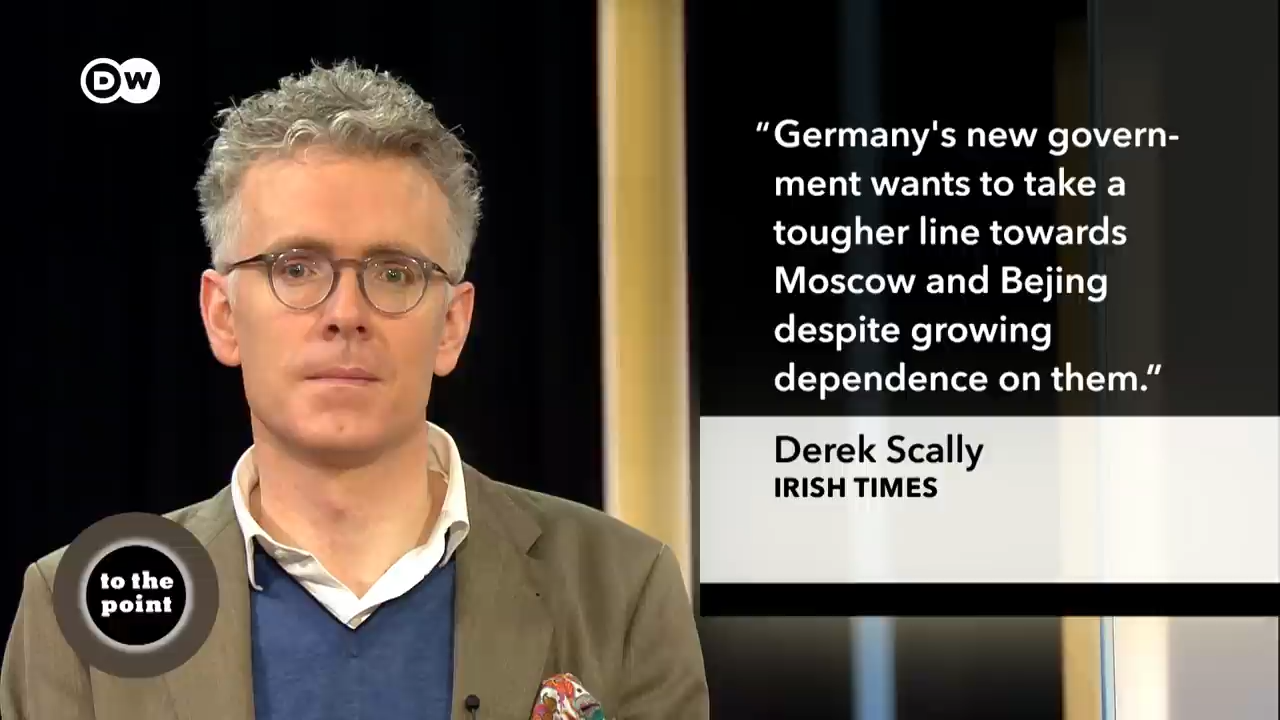 DW
“Germany's new govern-
ment wants to take a
tougher line towards
Moscow and Bejing
despite growing
dependence on them.”
Derek Scally
IRISH TIMES
to the
point